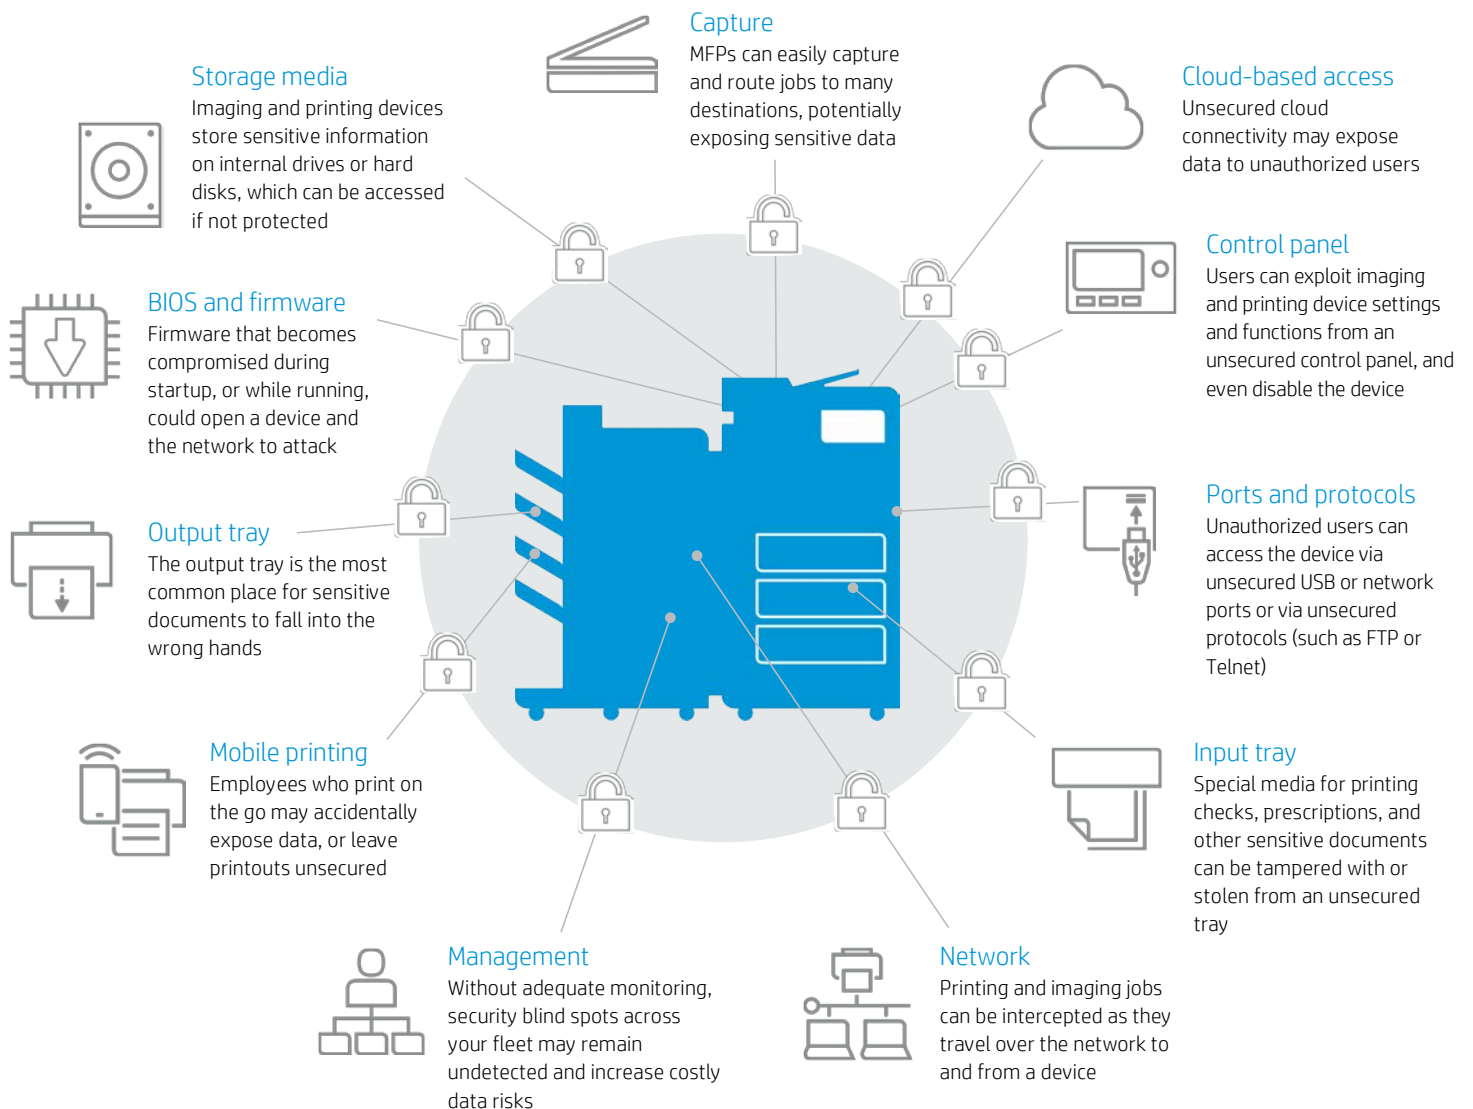 Capture
MFPs can easily capture
and route jobs to many
destinations, potentially
exposing sensitive data
Storage media
Imaging and printing devices
store sensitive information
on internal drives or hard
disks, which can be accessed
if not protected
Cloud-based access
Unsecured cloud
connectivity may expose
data to unauthorized users
Control panel
Users can exploit imaging
and printing device settings
and functions from an
unsecured control panel, and
even disable the device
BIOS and firmware
Firmware that becomes
compromised during
startup, or while running,
could open a device and
the network to attack
Ports and protocols
Unauthorized users can
access the device via
unsecured USB or network
ports or via unsecured
protocols (such as FTP or
Telnet)
Output tray
The output tray is the most
common place for sensitive
documents to fall into the
wrong hands
Mobile printing
Employees who print on
the go may accidentally
expose data, or leave
printouts unsecured
Input tray
Special media for printing
checks, prescriptions, and
other sensitive documents
can be tampered with or
stolen from an unsecured
tray
Management
Without adequate monitoring,
security blind spots across
your fleet may remain
undetected and increase costly
data risks
Network
Printing and imaging jobs
can be intercepted as they
travel over the network to
and from a device